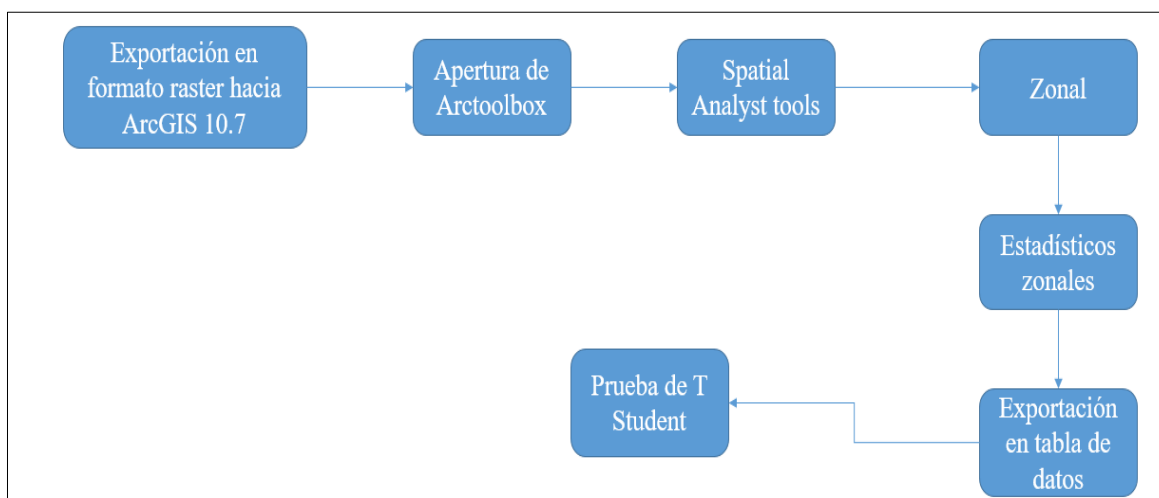 Exportación en
formato raster hacia
ArcGIS 10.7
Apertura de
Arctoolbox
Spatial
Analyst tools
Zonal
Estadísticos
zonales
Exportación
en tabla de
datos
Prueba de T
Student